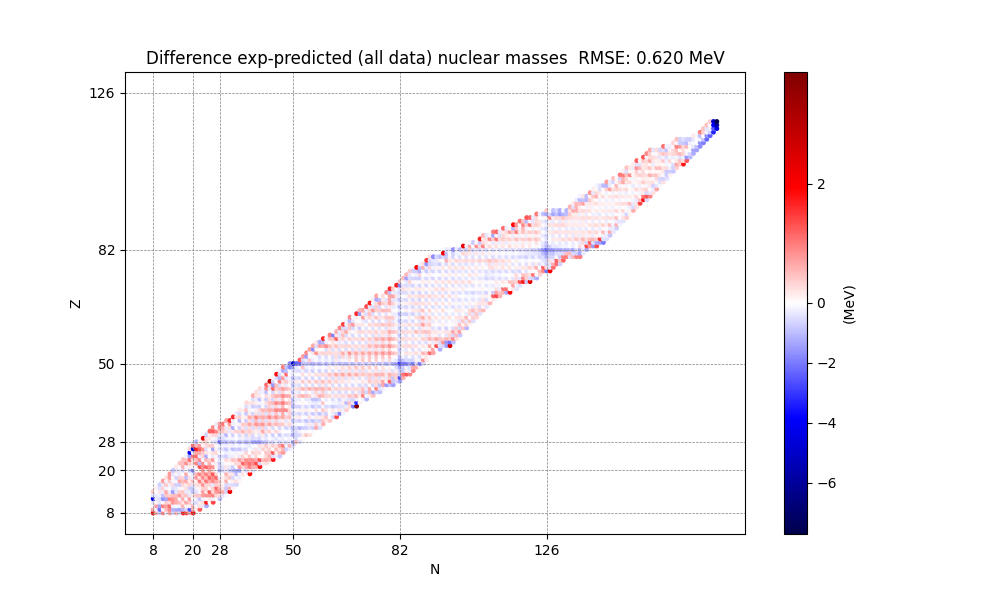 Difference exp-predicted (all data) nuclear masses  RMSE: 0.620 MeV
126
82
50
28
20
8
Z
8 20 28 50 82 126
N
2
0
−2
−4
−6
(MeV)